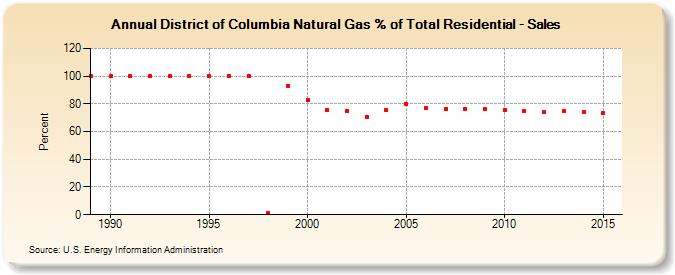 Annual District of Columbia Natural Gas % of Total Residential - Sales
120
100
80
60
40
20
0
Percent
1990 1995 2000 2005 2010 2015
Source: U.S. Energy Information Administration